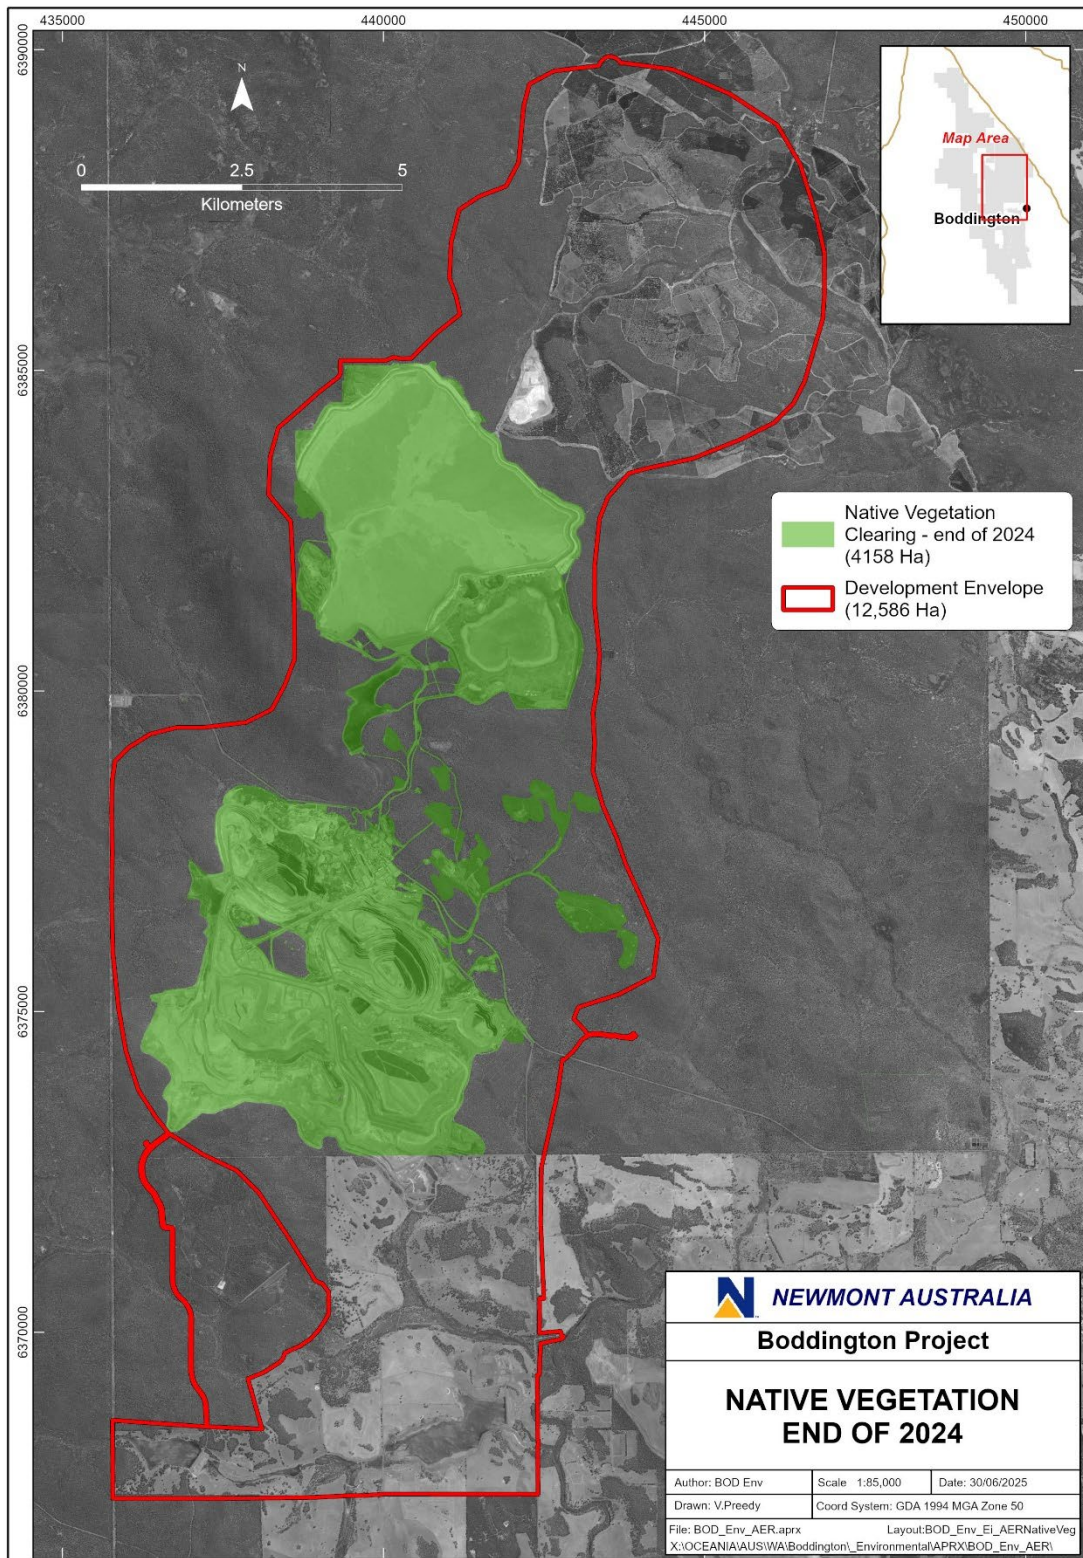 435000
440000
445000
450000
6390000
6385000
6380000
6375000
6370000
N
0
2.5
5
Kilometers
Map Area
Boddington
Native Vegetation
Clearing - end of 2024
(4158 Ha)
Development Envelope
(12,586 Ha)
N NEWMONT AUSTRALIA
Boddington Project
NATIVE VEGETATION
END OF 2024
Author: BOD Env
Scale 1:85,000
Date: 30/06/2025
Drawn: V.Preedy
Coord System: GDA 1994 MGA Zone 50
File: BOD_Env_AER.aprx
Layout:BOD_Env_Ei_AERNativeVeg
X:\OCEANIA\AUS\WA\Boddington\_Environmental\APRX\BOD_Env_AER\